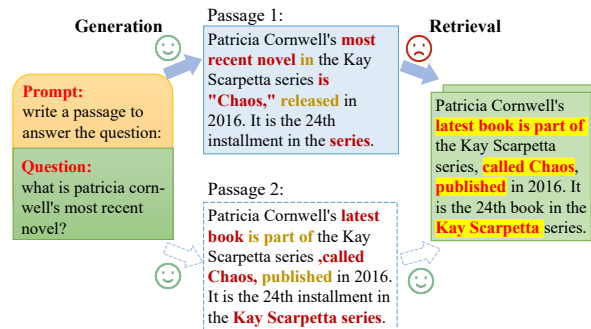 Generation
Passage 1:
Retrieval
Patricia Cornwell's most
recent novel in the Kay
Scarpetta series is
"Chaos," released in
2016. It is the 24th
installment in the series.
Prompt:
write a passage to
answer the question:
Question:
what is patricia corn-
well's most recent
novel?
Passage 2:
Patricia Cornwell's latest
book is part of the Kay
Scarpetta series ,called
Chaos, published in 2016.
It is the 24th installment in
the Kay Scarpetta series.
Patricia Cornwell's
latest book is part of
the Kay Scarpetta
series, called Chaos,
published in 2016. It
is the 24th book in the
Kay Scarpetta series.